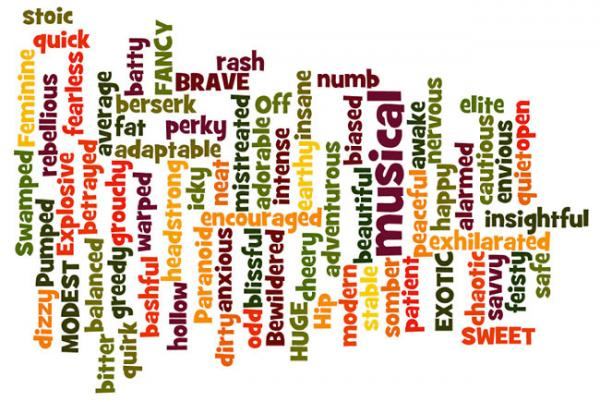 stoic
quick
Feminine
rebellious
fearless
average
batty
FANCY
BRAVE
rash
numb
berserk
fat
perky
adaptable
Off
mistreated
adorable
intense
insane
earthy
adventurous
biased
beautiful
musical
awake
peaceful
happy
nervous
elite
alarmed
cautious
envious
quiet
open
Swamped
Pumped
Explosive
betrayed
grouchy
warped
headstrong
icky
neat
encouraged
insightful
exhilarated
dizzy
MODEST
balanced
greedy
bashful
hollow
Paranoid
anxious
dirty
blissful
odd
Bewildered
cheery
HUGE
Hip
modern
stable
somber
patient
EXOTIC
chaotic
savvy
feisty
safe
SWEET
bitter
quirk